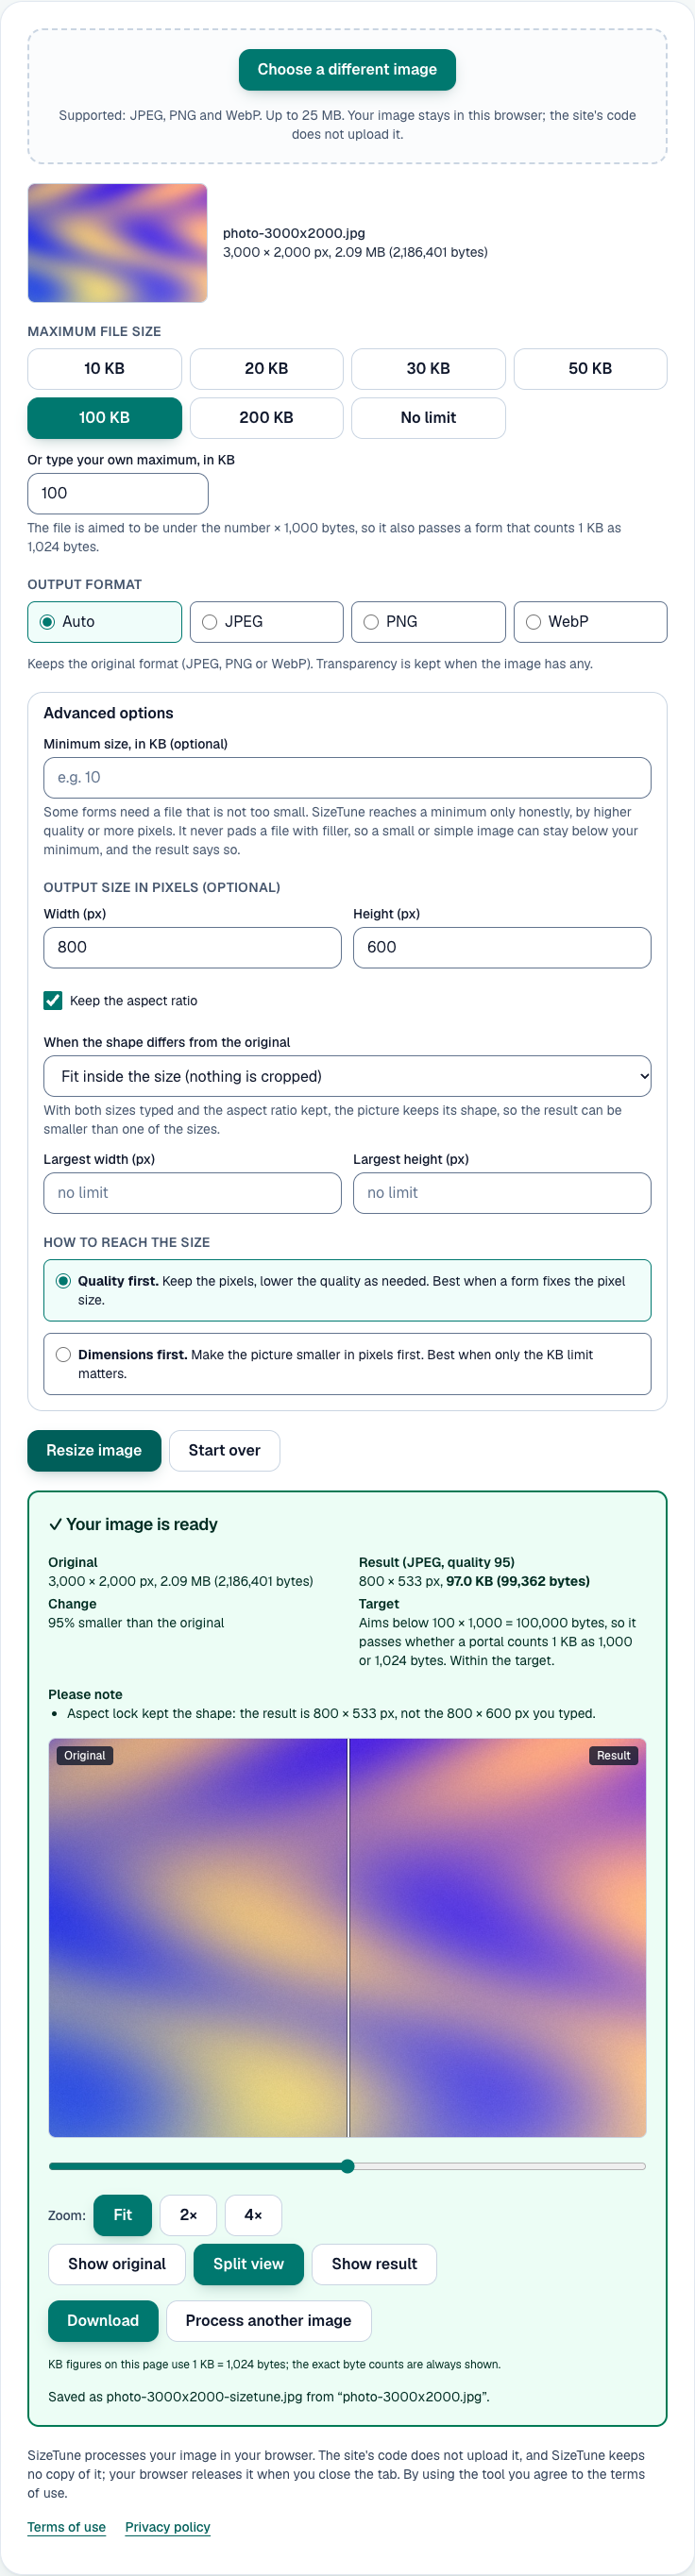 Choose a different image
Supported: JPEG, PNG and WebP. Up to 25 MB. Your image stays in this browser; the site's code
does not upload it.
photo-3000x2000.jpg
3,000 × 2,000 px, 2.09 MB (2,186,401 bytes)
MAXIMUM FILE SIZE
10 KB 20 KB 30 KB 50 KB
100 KB 200 KB No limit
Or type your own maximum, in KB
100
The file is aimed to be under the number × 1,000 bytes, so it also passes a form that counts 1 KB as
1,024 bytes.
OUTPUT FORMAT
Auto JPEG PNG WebP
Keeps the original format (JPEG, PNG or WebP). Transparency is kept when the image has any.
Advanced options
Minimum size, in KB (optional)
e.g. 10
Some forms need a file that is not too small. SizeTune reaches a minimum only honestly, by higher
quality or more pixels. It never pads a file with filler, so a small or simple image can stay below your
minimum, and the result says so.
OUTPUT SIZE IN PIXELS (OPTIONAL)
Width (px) Height (px)
800 600
Keep the aspect ratio
When the shape differs from the original
Fit inside the size (nothing is cropped)
With both sizes typed and the aspect ratio kept, the picture keeps its shape, so the result can be
smaller than one of the sizes.
Largest width (px) Largest height (px)
no limit no limit
HOW TO REACH THE SIZE
Quality first. Keep the pixels, lower the quality as needed. Best when a form fixes the pixel
size.
Dimensions first. Make the picture smaller in pixels first. Best when only the KB limit
matters.
Resize image Start over
✓ Your image is ready
Original
3,000 × 2,000 px, 2.09 MB (2,186,401 bytes)
Result (JPEG, quality 95)
800 × 533 px, 97.0 KB (99,362 bytes)
Change
95% smaller than the original
Target
Aims below 100 × 1,000 = 100,000 bytes, so it
passes whether a portal counts 1 KB as 1,000
or 1,024 bytes. Within the target.
Please note
• Aspect lock kept the shape: the result is 800 × 533 px, not the 800 × 600 px you typed.
Original Result
Zoom: Fit 2× 4×
Show original Split view Show result
Download Process another image
KB figures on this page use 1 KB = 1,024 bytes; the exact byte counts are always shown.
Saved as photo-3000x2000-sizetune.jpg from “photo-3000x2000.jpg”.
SizeTune processes your image in your browser. The site's code does not upload it, and SizeTune keeps
no copy of it; your browser releases it when you close the tab. By using the tool you agree to the terms
of use.
Terms of use Privacy policy